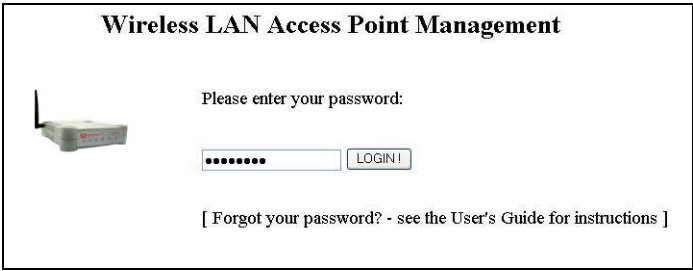 Wireless LAN Access Point Management
Please enter your password:
●●●●●●●● LOGIN !
[ Forgot your password? - see the User's Guide for instructions ]